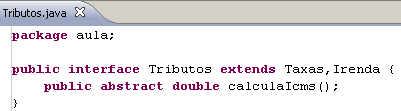 Tributos.java
package aula;
public interface Tributos extends Taxas,Irenda {
public abstract double calculaIcms();
}